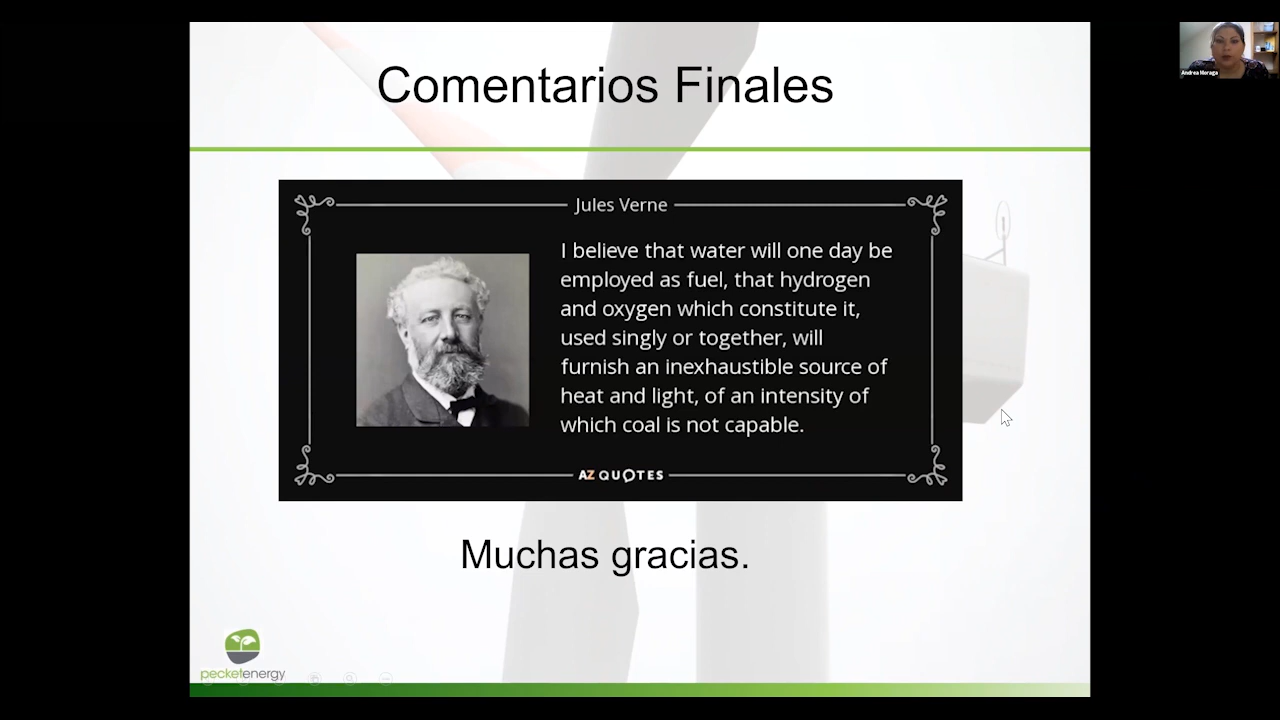 Comentarios Finales
Andrea Moraga
Jules Verne
I believe that water will one day be
employed as fuel, that hydrogen
and oxygen which constitute it,
used singly or together, will
furnish an inexhaustible source of
heat and light, of an intensity of
which coal is not capable.
AZ QUOTES
Muchas gracias.
pecketenergy